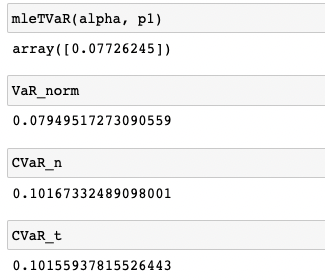 mleTVaR(alpha, p1)
array([0.07726245])
VaR_norm
0.07949517273090559
CVaR_n
0.10167332489098001
CVaR_t
0.10155937815526443